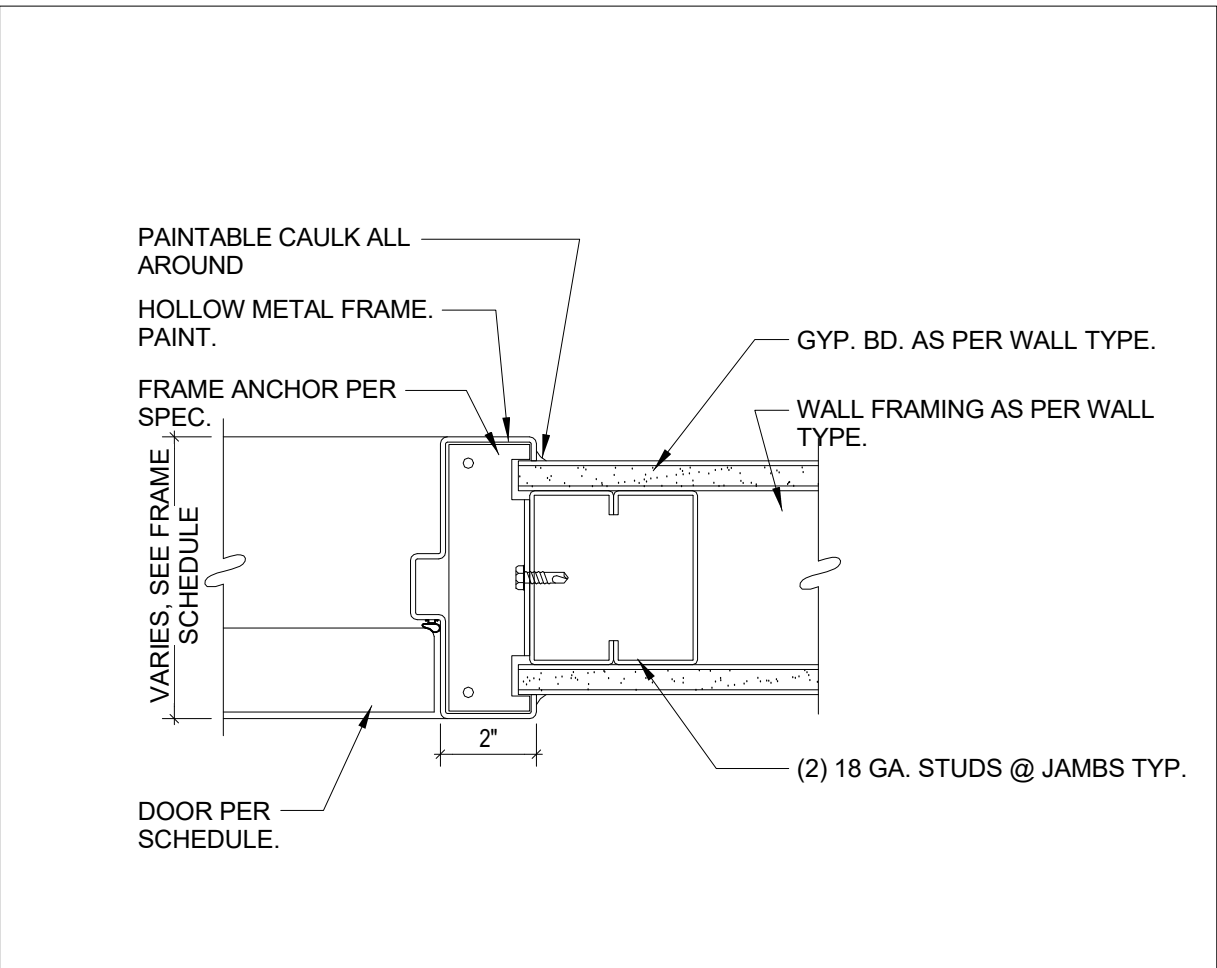 PAINTABLE CAULK ALL
AROUND
HOLLOW METAL FRAME.
PAINT.
FRAME ANCHOR PER
SPEC.
GYP. BD. AS PER WALL TYPE.
WALL FRAMING AS PER WALL
TYPE.
VARIES, SEE FRAME
SCHEDULE
2"
(2) 18 GA. STUDS @ JAMBS TYP.
DOOR PER
SCHEDULE.